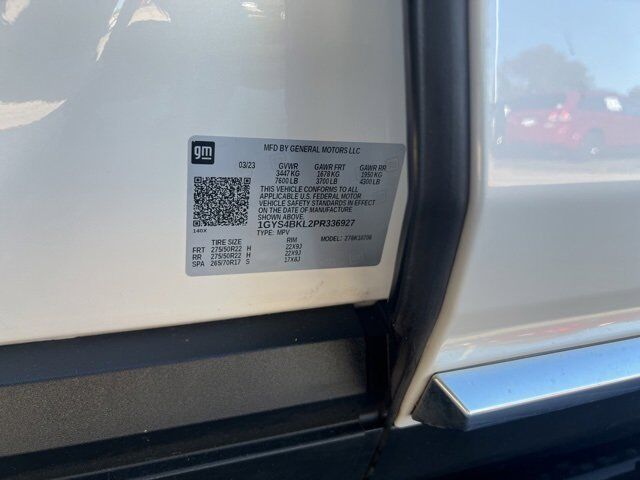 gm
MFD BY GENERAL MOTORS LLC
03/23 GVWR GAWR FRT GAWR RR
3447 KG 1678 KG 1950 KG
7600 LB 3700 LB 4300 LB
THIS VEHICLE CONFORMS TO ALL
APPLICABLE U.S. FEDERAL MOTOR
VEHICLE SAFETY STANDARDS IN EFFECT
ON THE DATE OF MANUFACTURE
SHOWN ABOVE.
1GYS4BKL2PR336927
140X
TYPE: MPV MODEL:
TIRE SIZE RIM
FRT 275/50R22 H 22X9J
RR 275/50R22 H 22X9J
SPA 265/70R17 S 17X8J